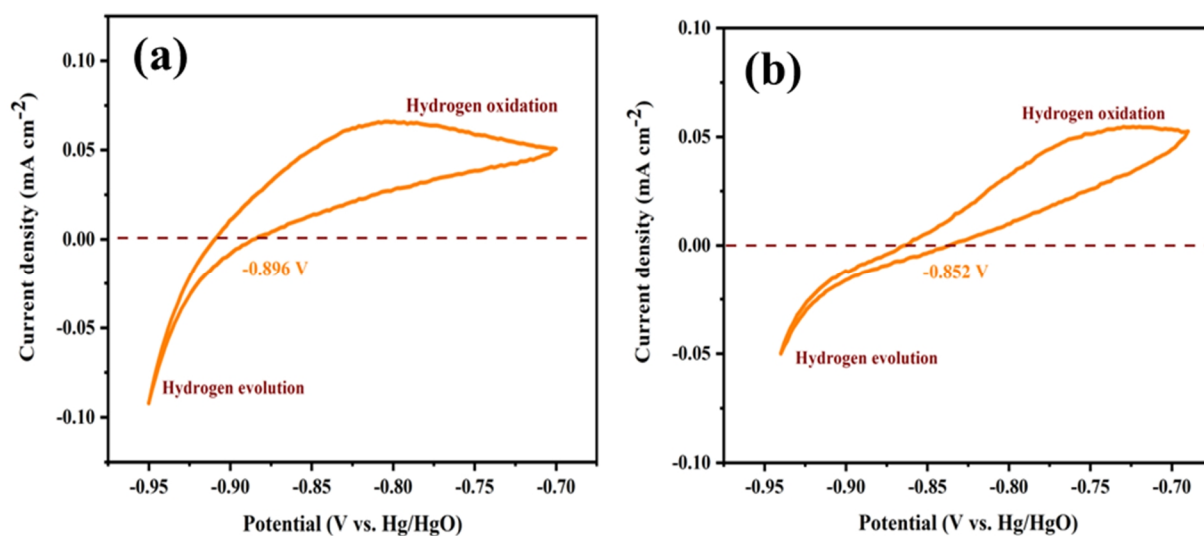 (a)
Hydrogen oxidation
-0.896 V
Hydrogen evolution
Current density (mA cm⁻²)
0.10
0.05
0.00
-0.05
-0.10
-0.95
-0.90
-0.85
-0.80
-0.75
-0.70
Potential (V vs. Hg/HgO)
(b)
Hydrogen oxidation
-0.852 V
Hydrogen evolution
Current density (mA cm⁻²)
0.10
0.05
0.00
-0.05
-0.10
-0.95
-0.90
-0.85
-0.80
-0.75
-0.70
Potential (V vs. Hg/HgO)